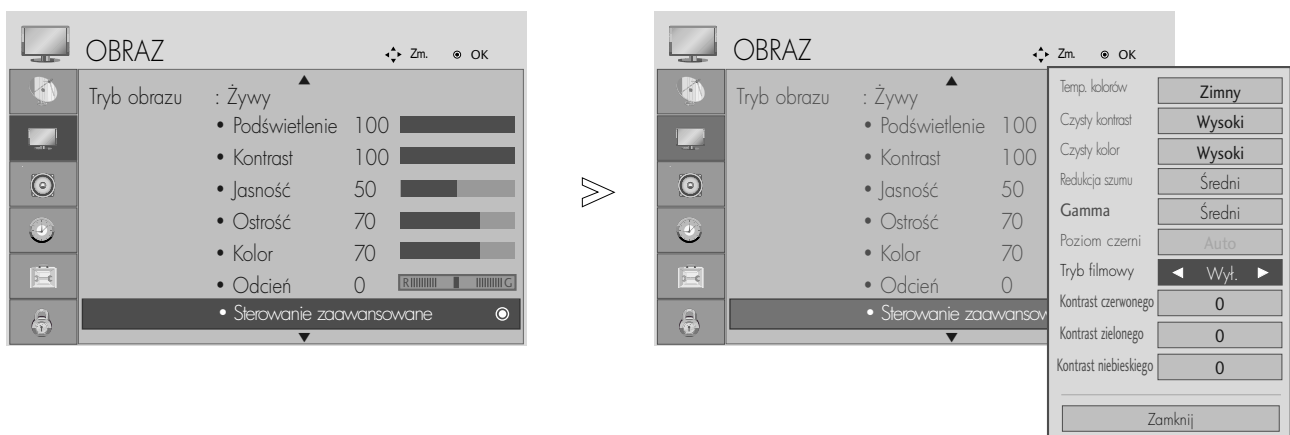 OBRAZ
Zm. OK
Tryb obrazu : Żywy
• Podświetlenie 100
• Kontrast 100
• Jasność 50
• Ostrość 70
• Kolor 70
• Odcień 0 R G
• Sterowanie zaawansowane
OBRAZ
Zm. OK
Tryb obrazu : Żywy
• Podświetlenie 100
• Kontrast 100
• Jasność 50
• Ostrość 70
• Kolor 70
• Odcień 0
• Sterowanie zaawansow
Temp. kolorów Zimny
Czysty kontrast Wysoki
Czysty kolor Wysoki
Redukcja szumu Średni
Gamma Średni
Poziom czerni Auto
Tryb filmowy ◄ Wył. ►
Kontrast czerwonego 0
Kontrast zielonego 0
Kontrast niebieskiego 0
Zamknij